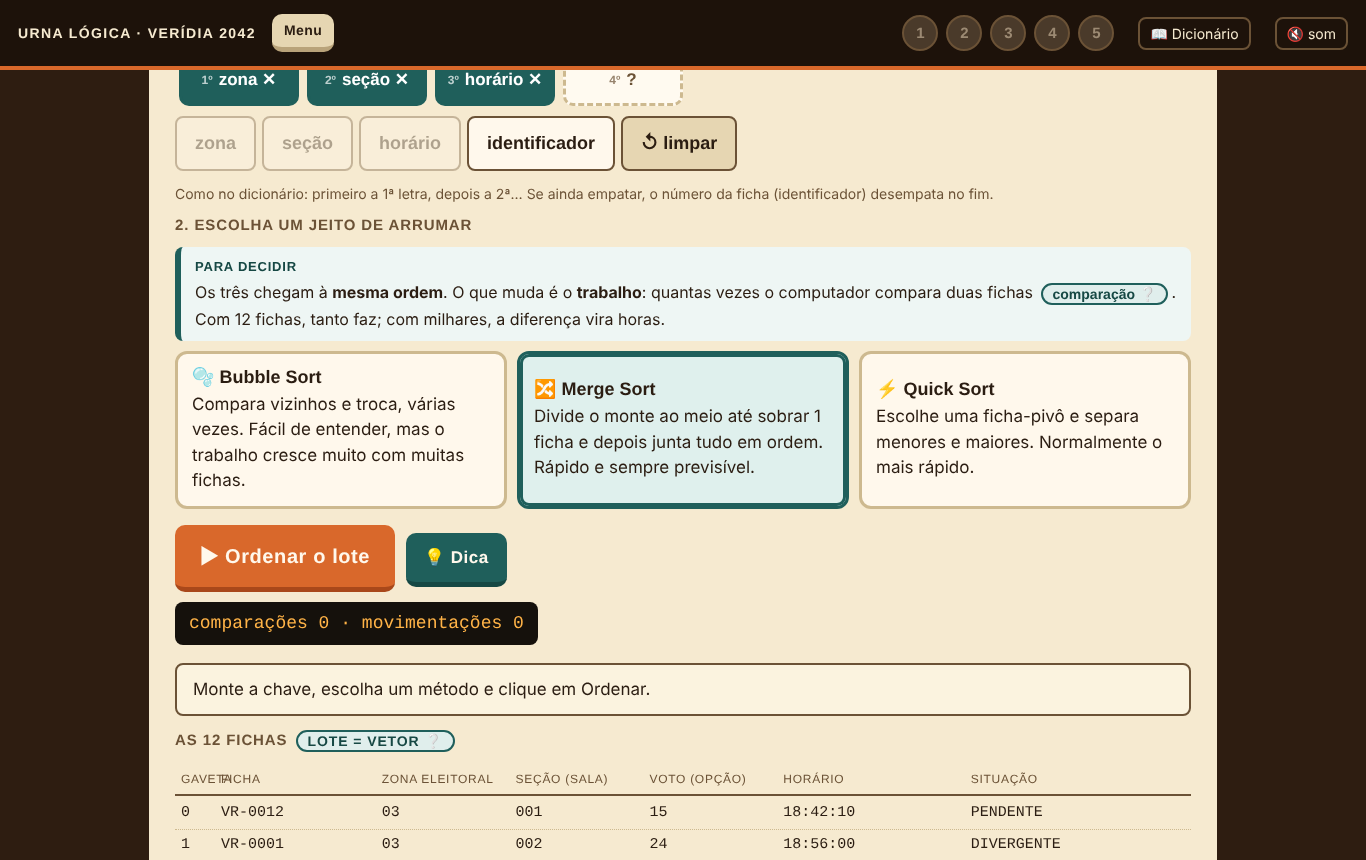 URNA LÓGICA · VERÍDIA 2042 Menu 1 2 3 4 5 📖 Dicionário 🔇 som
1º zona ✕ 2º seção ✕ 3º horário ✕ 4º ?
zona seção horário identificador ↺ limpar
Como no dicionário: primeiro a 1ª letra, depois a 2ª... Se ainda empatar, o número da ficha (identificador) desempata no fim.
2. ESCOLHA UM JEITO DE ARRUMAR
PARA DECIDIR
Os três chegam à mesma ordem. O que muda é o trabalho: quantas vezes o computador compara duas fichas comparação ❔ .
Com 12 fichas, tanto faz; com milhares, a diferença vira horas.
🫧 Bubble Sort
Compara vizinhos e troca, várias
vezes. Fácil de entender, mas o
trabalho cresce muito com muitas
fichas.
🔀 Merge Sort
Divide o monte ao meio até sobrar 1
ficha e depois junta tudo em ordem.
Rápido e sempre previsível.
⚡ Quick Sort
Escolhe uma ficha-pivô e separa
menores e maiores. Normalmente o
mais rápido.
▶ Ordenar o lote 💡 Dica
comparações 0 · movimentações 0
Monte a chave, escolha um método e clique em Ordenar.
AS 12 FICHAS LOTE = VETOR ❔
GAVETA FICHA ZONA ELEITORAL SEÇÃO (SALA) VOTO (OPÇÃO) HORÁRIO SITUAÇÃO
0 VR-0012 03 001 15 18:42:10 PENDENTE
1 VR-0001 03 002 24 18:56:00 DIVERGENTE